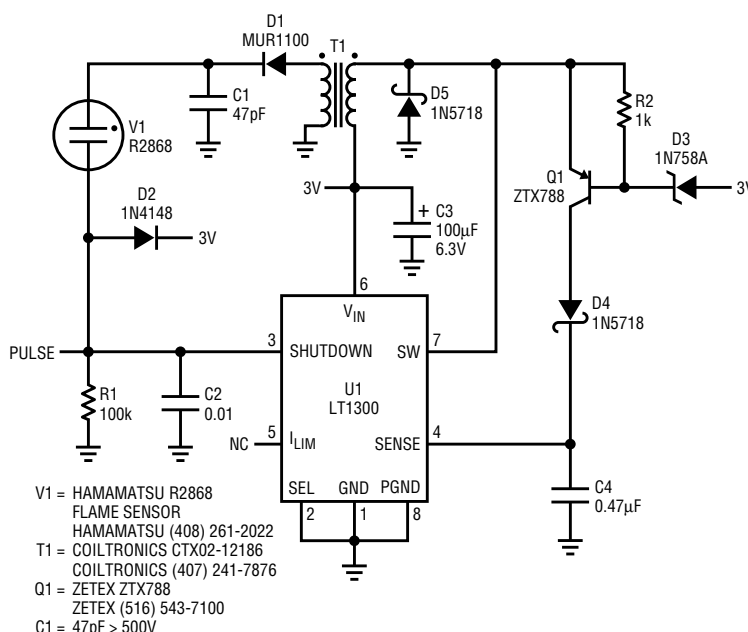 D1
MUR1100
T1
C1
47pF
D5
1N5718
R2
1k
D3
1N758A
V1
R2868
Q1
ZTX788
3V
3V
+
C3
100µF
6.3V
D2
1N4148
3V
6
V_IN
D4
1N5718
PULSE
3
SHUTDOWN
SW
7
R1
100k
C2
0.01
U1
LT1300
NC
5
I_LIM
SENSE
4
SEL
GND
PGND
2
1
8
C4
0.47µF
V1 = HAMAMATSU R2868
FLAME SENSOR
HAMAMATSU (408) 261-2022
T1 = COILTRONICS CTX02-12186
COILTRONICS (407) 241-7876
Q1 = ZETEX ZTX788
ZETEX (516) 543-7100
C1 = 47pF > 500V